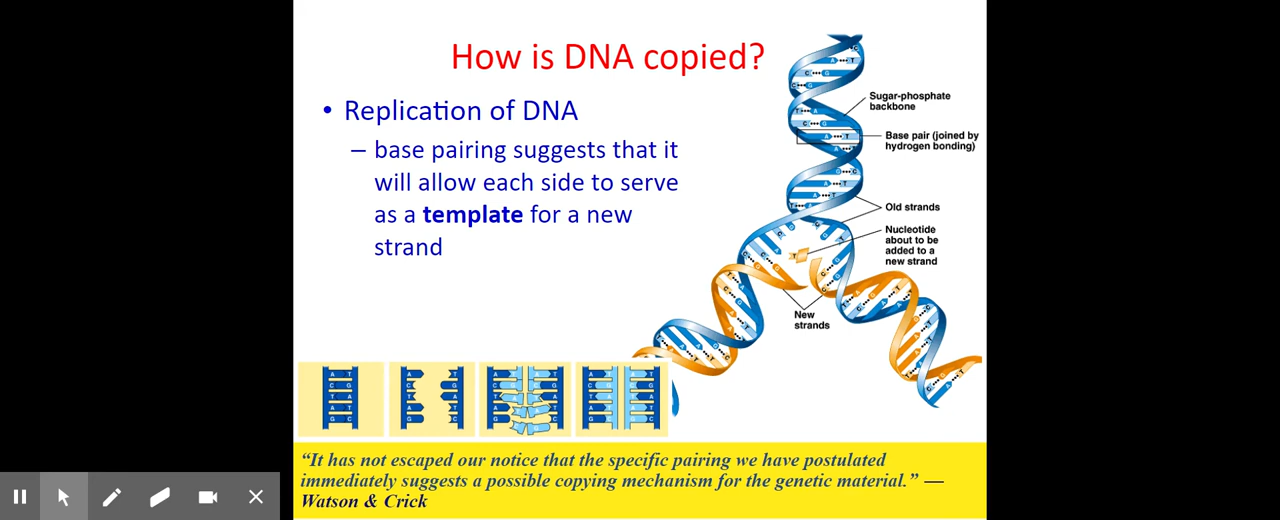 How is DNA copied?
• Replication of DNA
– base pairing suggests that it
will allow each side to serve
as a template for a new
strand
Sugar-phosphate
backbone
Base pair (joined by
hydrogen bonding)
Old strands
Nucleotide
about to be
added to a
new strand
New
strands
“It has not escaped our notice that the specific pairing we have postulated
immediately suggests a possible copying mechanism for the genetic material.” —
Watson & Crick